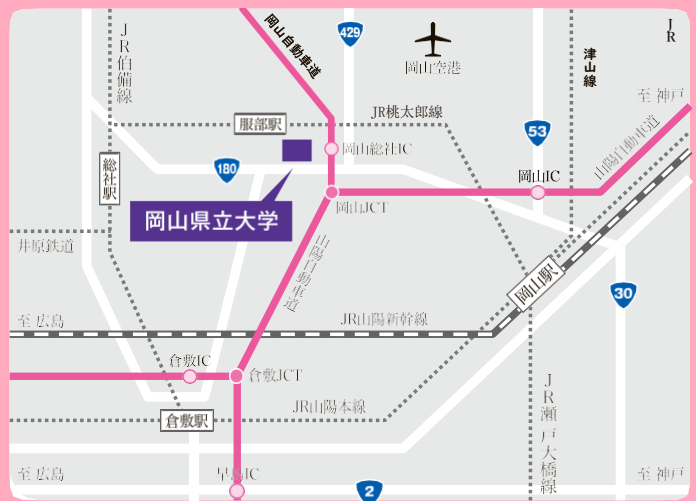 岡山自動車道
429
JR
JR伯備線
岡山空港
津山線
至 神戸
服部駅
JR桃太郎線
53
山陽自動車道
岡山総社IC
総社駅
180
岡山IC
岡山県立大学
岡山JCT
井原鉄道
山陽自動車道
岡山駅
30
至 広島
JR山陽新幹線
倉敷IC
倉敷JCT
JR瀬戸大橋線
JR山陽本線
倉敷駅
至 広島
早島IC
2
至 神戸